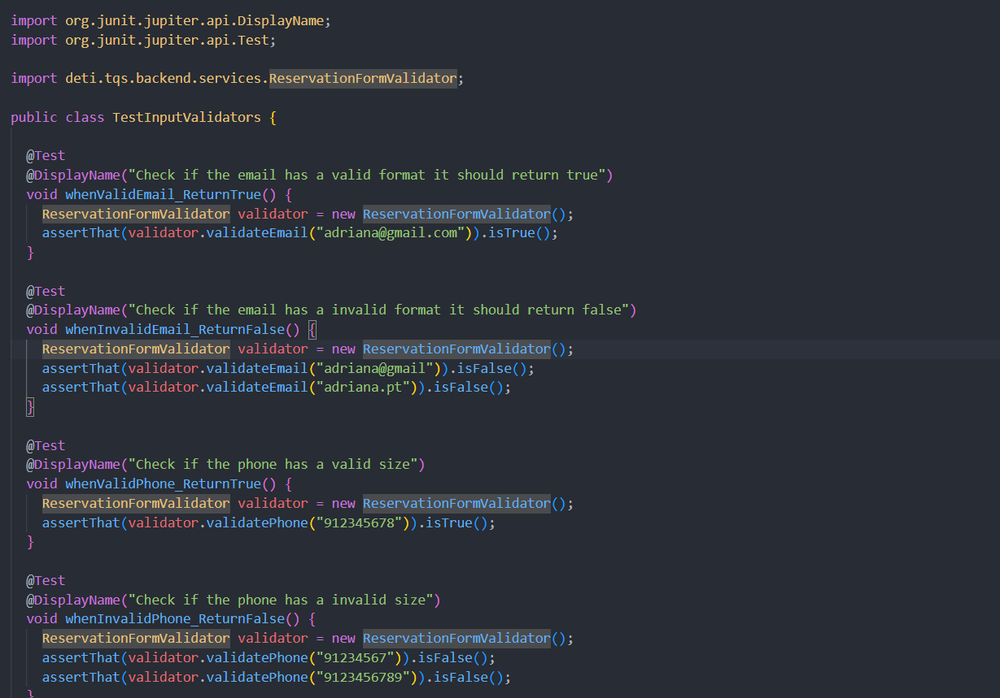 import org.junit.jupiter.api.DisplayName;
import org.junit.jupiter.api.Test;
import deti.tqs.backend.services.ReservationFormValidator;
public class TestInputValidators {
@Test
@DisplayName("Check if the email has a valid format it should return true")
void whenValidEmail_ReturnTrue() {
ReservationFormValidator validator = new ReservationFormValidator();
assertThat(validator.validateEmail("adriana@gmail.com")).isTrue();
}
@Test
@DisplayName("Check if the email has a invalid format it should return false")
void whenInvalidEmail_ReturnFalse() {
ReservationFormValidator validator = new ReservationFormValidator();
assertThat(validator.validateEmail("adriana@gmail")).isFalse();
assertThat(validator.validateEmail("adriana.pt")).isFalse();
}
@Test
@DisplayName("Check if the phone has a valid size")
void whenValidPhone_ReturnTrue() {
ReservationFormValidator validator = new ReservationFormValidator();
assertThat(validator.validatePhone("912345678")).isTrue();
}
@Test
@DisplayName("Check if the phone has a invalid size")
void whenInvalidPhone_ReturnFalse() {
ReservationFormValidator validator = new ReservationFormValidator();
assertThat(validator.validatePhone("91234567")).isFalse();
assertThat(validator.validatePhone("9123456789")).isFalse();
}